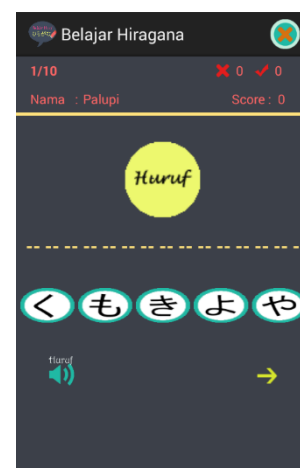 Belajar Hiragana
1/10 ✖ 0 ✔ 0
Nama : Palupi Score : 0
Huruf
く も き よ や
Huruf